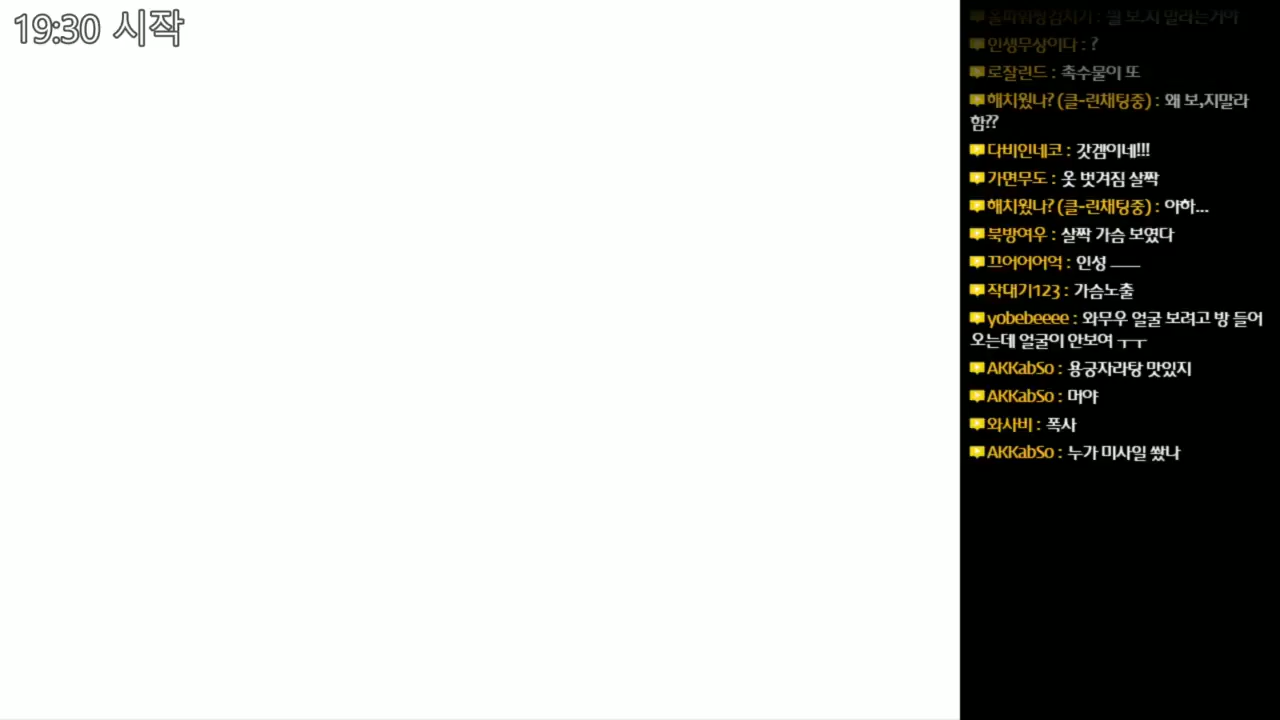 19:30 시작
인생무상이다 : ?
로잘린드 : 촉수물이 또
해치웠나? (클-린채팅중) : 왜 보,지말라
함??
다비인네코 : 갓겜이네!!!
가면무도 : 옷 벗겨짐 살짝
해치웠나? (클-린채팅중) : 아하...
북방여우 : 살짝 가슴 보였다
끄어어어억 : 인성 ㅡㅡ
작대기123 : 가슴노출
yobebeeee : 와무우 얼굴 보려고 방 들어
오는데 얼굴이 안보여 ㅜㅜ
AKKabSo : 용궁자라탕 맛있지
AKKabSo : 머야
와사비 : 폭사
AKKabSo : 누가 미사일 쐈나